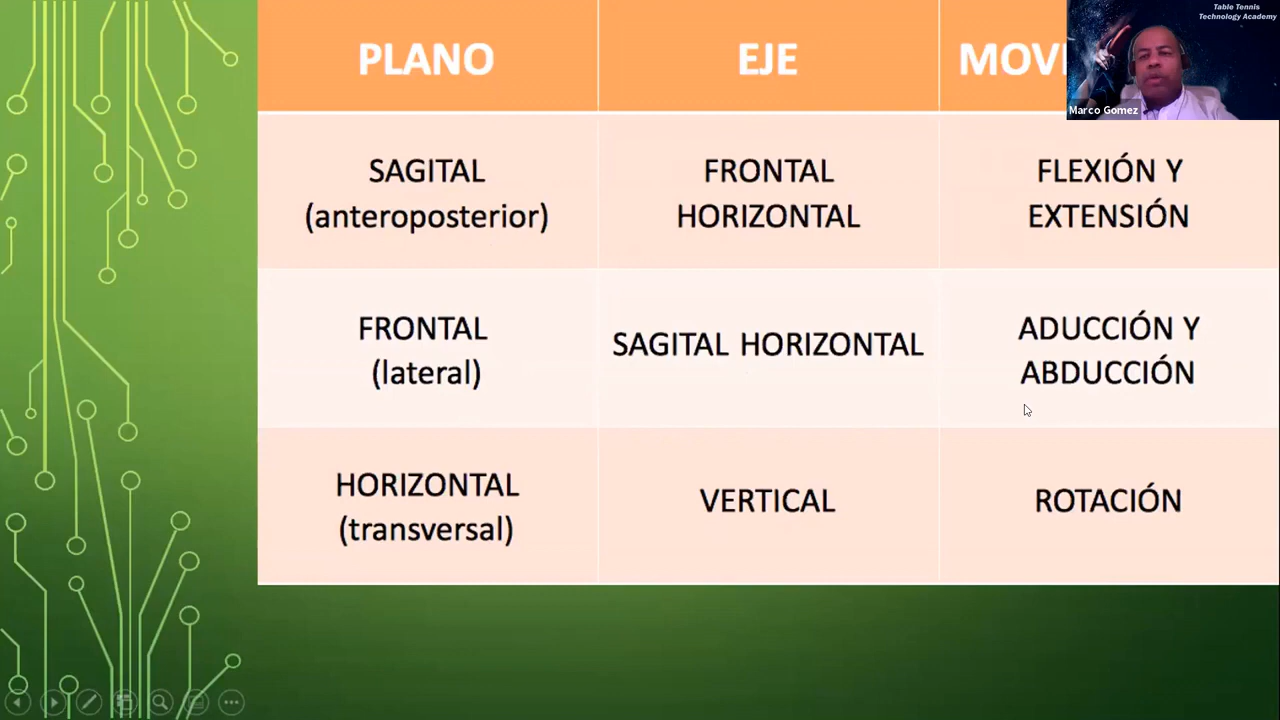 Table Tennis
Technology Academy
Marco Gomez
PLANO
EJE
SAGITAL
(anteroposterior)
FRONTAL
HORIZONTAL
FLEXIÓN Y
EXTENSIÓN
FRONTAL
(lateral)
SAGITAL HORIZONTAL
ADUCCIÓN Y
ABDUCCIÓN
HORIZONTAL
(transversal)
VERTICAL
ROTACIÓN